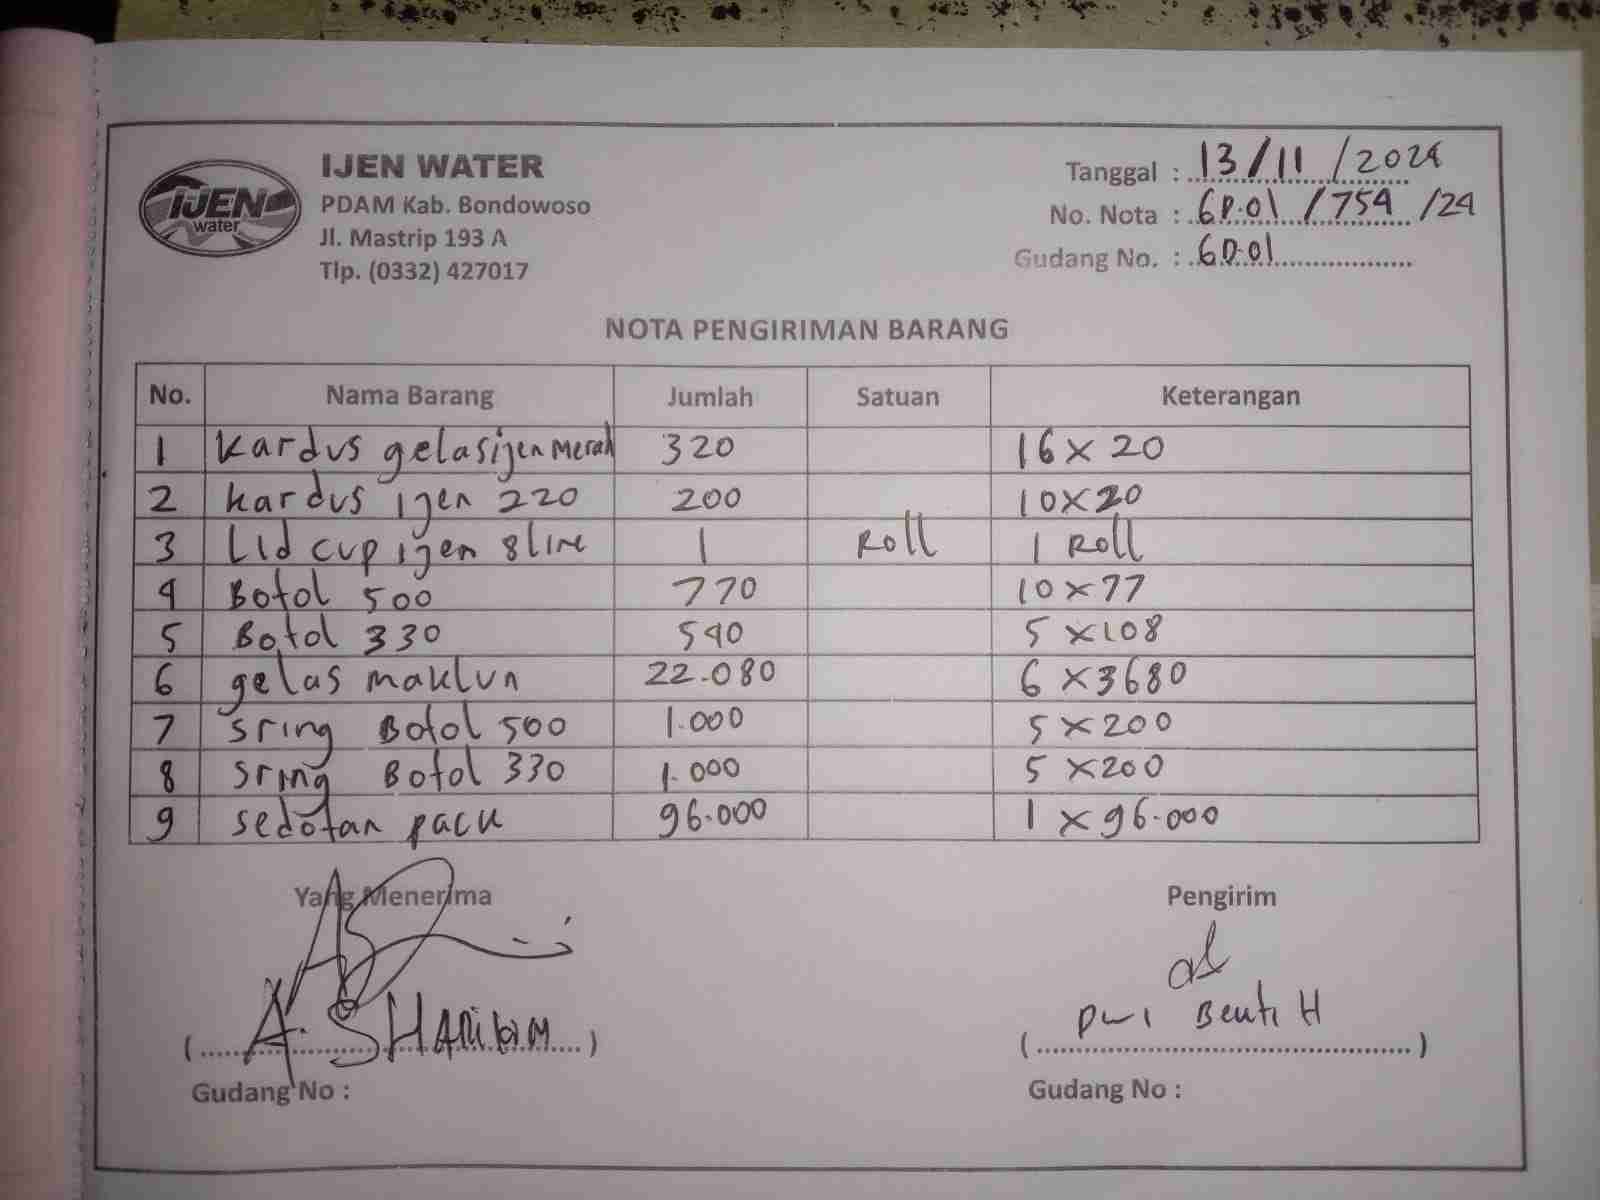 IJEN WATER
PDAM Kab. Bondowoso
Jl. Mastrip 193 A
Tlp. (0332) 427017
IJEN
water
Tanggal : 13/11/2024
No. Nota : GD.01/754/24
Gudang No. : GD.01
NOTA PENGIRIMAN BARANG
No. Nama Barang Jumlah Satuan Keterangan
1 Kardus gelas ijen Merah 320 16 x 20
2 kardus ijen 220 200 10 x 20
3 Lid cup ijen 8 line 1 Roll 1 Roll
4 Botol 500 770 10 x 77
5 Botol 330 540 5 x 108
6 gelas maklun 22.080 6 x 3680
7 sring Botol 500 1.000 5 x 200
8 sring Botol 330 1.000 5 x 200
9 sedotan pack 96.000 1 x 96.000
Yang Menerima Pengirim
(A.) (Dwi H)
Gudang No : Gudang No :